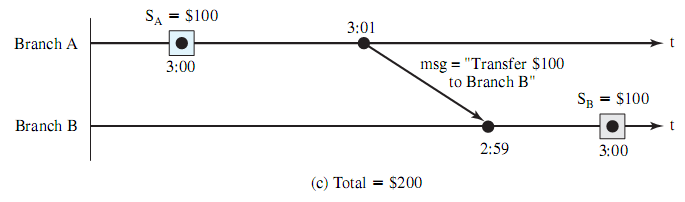 S_A = $100
3:01
Branch A
t
3:00
msg = "Transfer $100
to Branch B"
S_B = $100
Branch B
t
2:59
3:00
(c) Total = $200